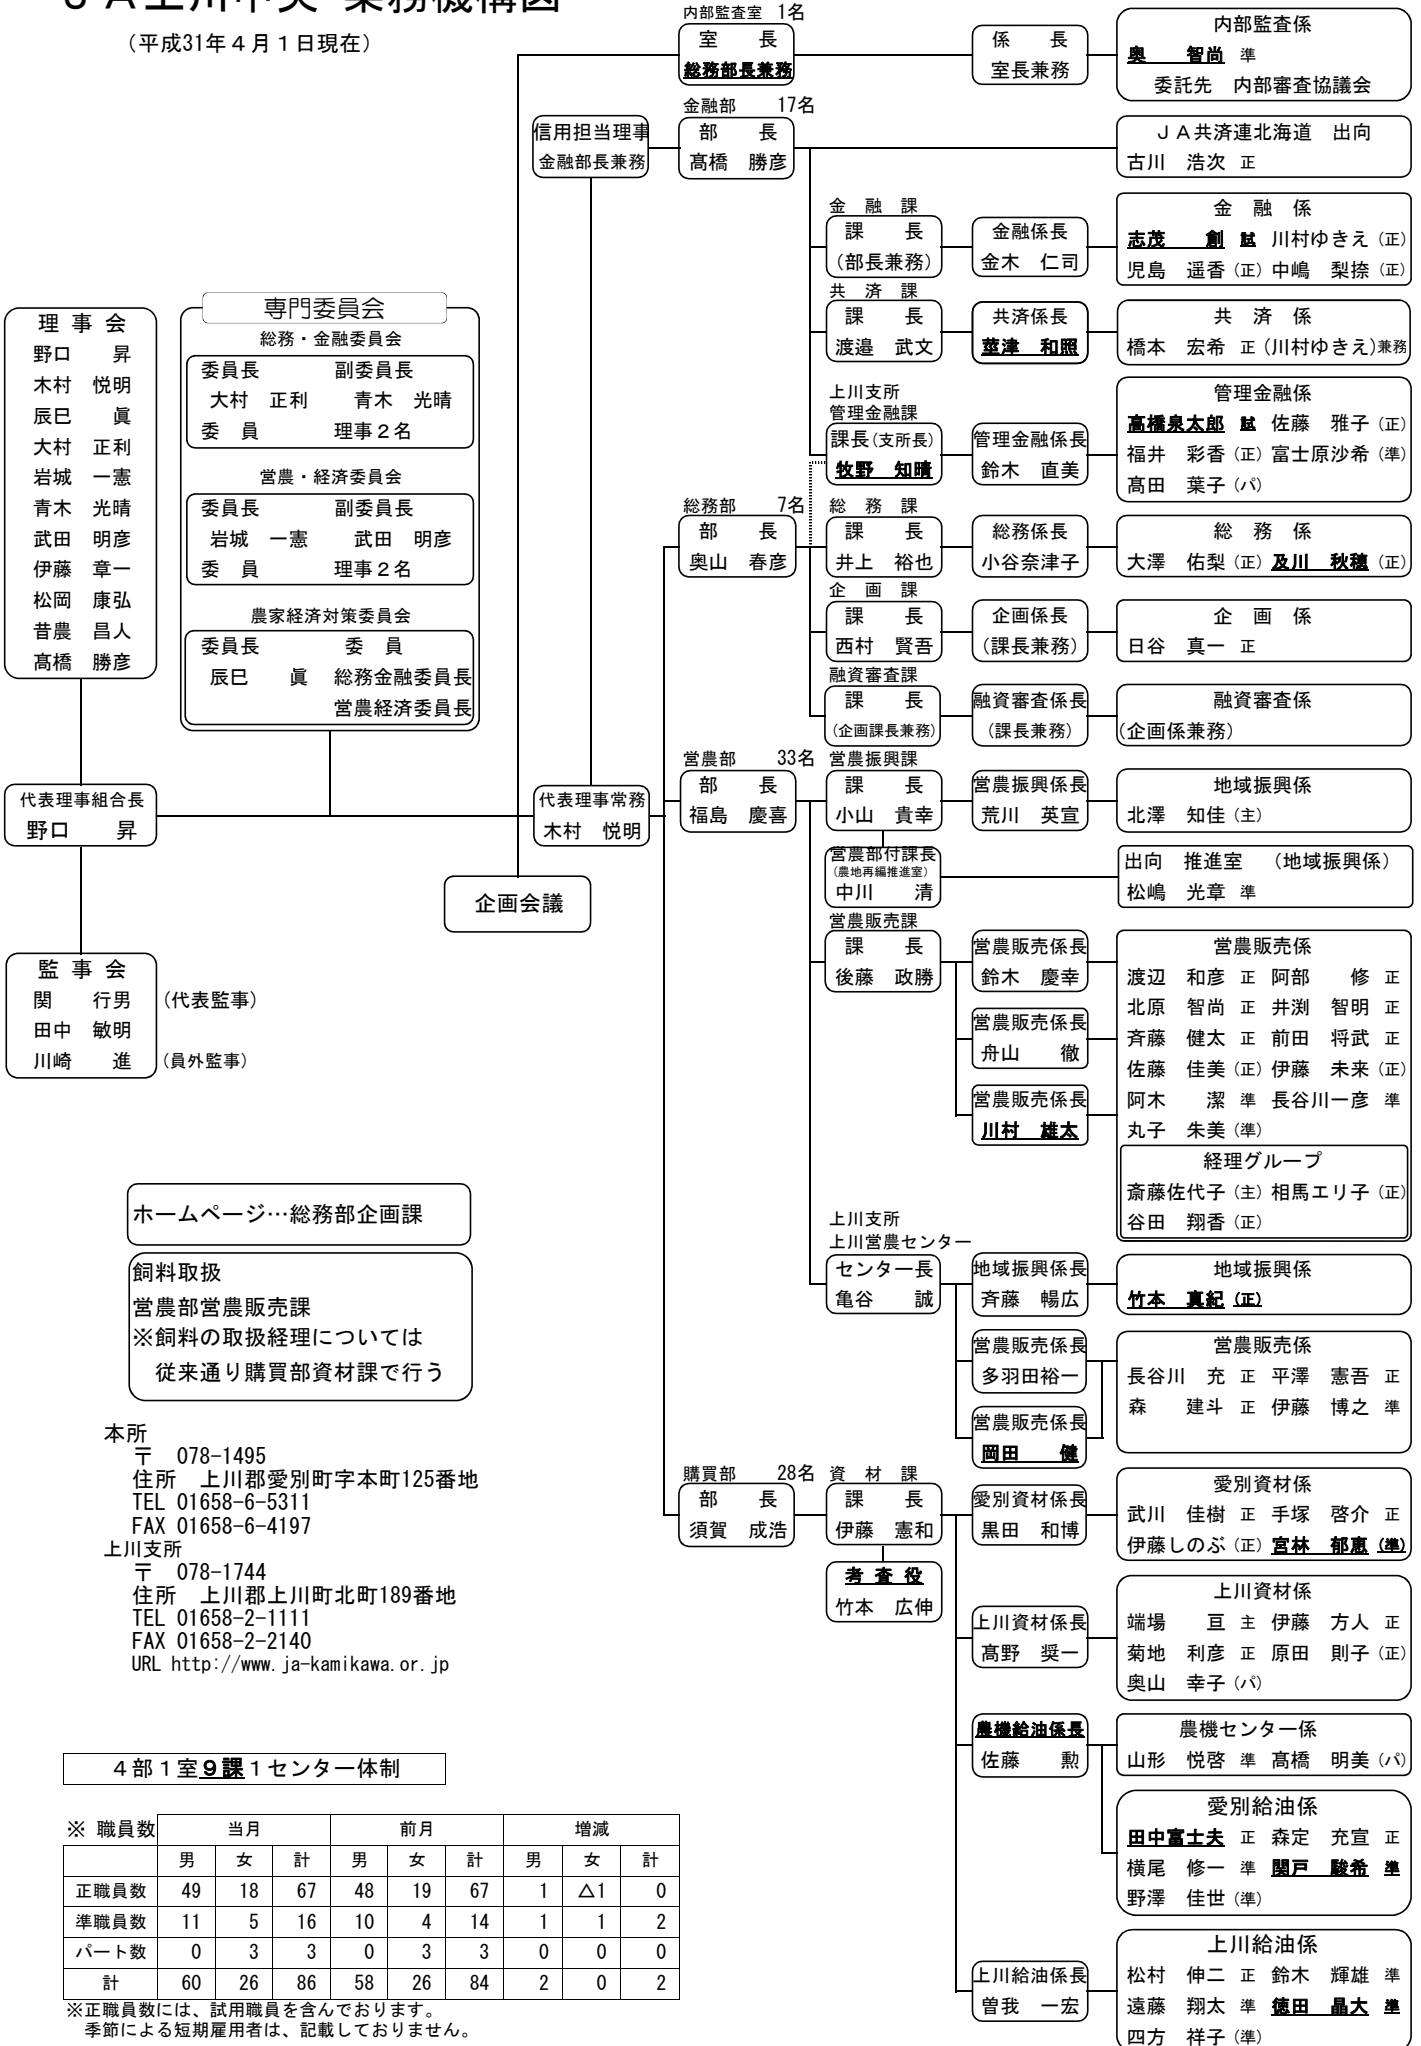 ＪＡ上川中央 業務機構図
（平成31年４月１日現在）
理 事 会
野口　　昇
木村　悦明
辰巳　　眞
大村　正利
岩城　一憲
青木　光晴
武田　明彦
伊藤　章一
松岡　康弘
昔農　昌人
髙橋　勝彦
専門委員会
総務・金融委員会
委員長　　　副委員長
大村　正利　　青木　光晴
委　員　　　理事２名
営農・経済委員会
委員長　　　副委員長
岩城　一憲　　武田　明彦
委　員　　　理事２名
農家経済対策委員会
委員長　　　委　員
辰巳　　眞　総務金融委員長
営農経済委員長
代表理事組合長
野口　　昇
監 事 会
関　　行男 (代表監事)
田中　敏明
川崎　　進 (員外監事)
企画会議
信用担当理事
金融部長兼務
代表理事常務
木村　悦明
内部監査室　1名
室　　長
総務部長兼務
係　　長
室長兼務
内部監査係
奥　　智尚 準
委託先　内部審査協議会
金融部　　17名
部　　長
髙橋　勝彦
ＪＡ共済連北海道　出向
古川　浩次 正
金　融　課
課　　長
(部長兼務)
金融係長
金木　仁司
金　融　係
志茂　　創 試 川村ゆきえ (正)
児島　遥香 (正) 中嶋　梨捺 (正)
共　済　課
課　　長
渡邉　武文
共済係長
莖津　和照
共　済　係
橋本　宏希 正 (川村ゆきえ)兼務
上川支所
管理金融課
課長(支所長)
牧野　知晴
管理金融係長
鈴木　直美
管理金融係
高橋泉太郎 試 佐藤　雅子 (正)
福井　彩香 (正) 富士原沙希 (準)
髙田　葉子 (パ)
総務部　　7名
部　　長
奥山　春彦
総　務　課
課　　長
井上　裕也
総務係長
小谷奈津子
総　務　係
大澤　佑梨 (正) 及川　秋穂 (正)
企　画　課
課　　長
西村　賢吾
企画係長
(課長兼務)
企　画　係
日谷　真一 正
融資審査課
課　　長
(企画課長兼務)
融資審査係長
(課長兼務)
融資審査係
(企画係兼務)
営農部　　33名
部　　長
福島　慶喜
営農振興課
課　　長
小山　貴幸
営農振興係長
荒川　英宣
地域振興係
北澤　知佳 (主)
営農部付課長
(農地再編推進室)
中川　　清
出向　推進室　（地域振興係）
松嶋　光章 準
営農販売課
課　　長
後藤　政勝
営農販売係長
鈴木　慶幸
営農販売係長
舟山　　徹
営農販売係長
川村　雄太
営農販売係
渡辺　和彦 正 阿部　　修 正
北原　智尚 正 井渕　智明 正
斉藤　健太 正 前田　将武 正
佐藤　佳美 (正) 伊藤　未来 (正)
阿木　　潔 準 長谷川一彦 準
丸子　朱美 (準)
経理グループ
斎藤佐代子 (主) 相馬エリ子 (正)
谷田　翔香 (正)
上川支所
上川営農センター
センター長
亀谷　　誠
地域振興係長
斉藤　暢広
地域振興係
竹本　真紀 (正)
営農販売係長
多羽田裕一
営農販売係長
岡田　　健
営農販売係
長谷川　充 正 平澤　憲吾 正
森　　建斗 正 伊藤　博之 準
購買部　　28名
部　　長
須賀　成浩
資　材　課
課　　長
伊藤　憲和
考 査 役
竹本　広伸
愛別資材係長
黒田　和博
愛別資材係
武川　佳樹 正 手塚　啓介 正
伊藤しのぶ (正) 宮林　郁恵 (準)
上川資材係長
髙野　奨一
上川資材係
端場　　亘 主 伊藤　方人 正
菊地　利彦 正 原田　則子 (正)
奥山　幸子 (パ)
農機給油係長
佐藤　　勲
農機センター係
山形　悦啓 準 髙橋　明美 (パ)
愛別給油係
田中富士夫 正 森定　充宣 正
横尾　修一 準 関戸　駿希 準
野澤　佳世 (準)
上川給油係長
曽我　一宏
上川給油係
松村　伸二 正 鈴木　輝雄 準
遠藤　翔太 準 徳田　晶大 準
四方　祥子 (準)
ホームページ…総務部企画課
飼料取扱
営農部営農販売課
※飼料の取扱経理については
従来通り購買部資材課で行う
本所
〒　078-1495
住所　上川郡愛別町字本町125番地
TEL 01658-6-5311
FAX 01658-6-4197
上川支所
〒　078-1744
住所　上川郡上川町北町189番地
TEL 01658-2-1111
FAX 01658-2-2140
URL http://www.ja-kamikawa.or.jp
４部１室９課１センター体制
※ 職員数　当月　前月　増減
男　女　計　男　女　計　男　女　計
正職員数　49　18　67　48　19　67　1　△1　0
準職員数　11　5　16　10　4　14　1　1　2
パート数　0　3　3　0　3　3　0　0　0
計　60　26　86　58　26　84　2　0　2
※正職員数には、試用職員を含んでおります。
季節による短期雇用者は、記載しておりません。